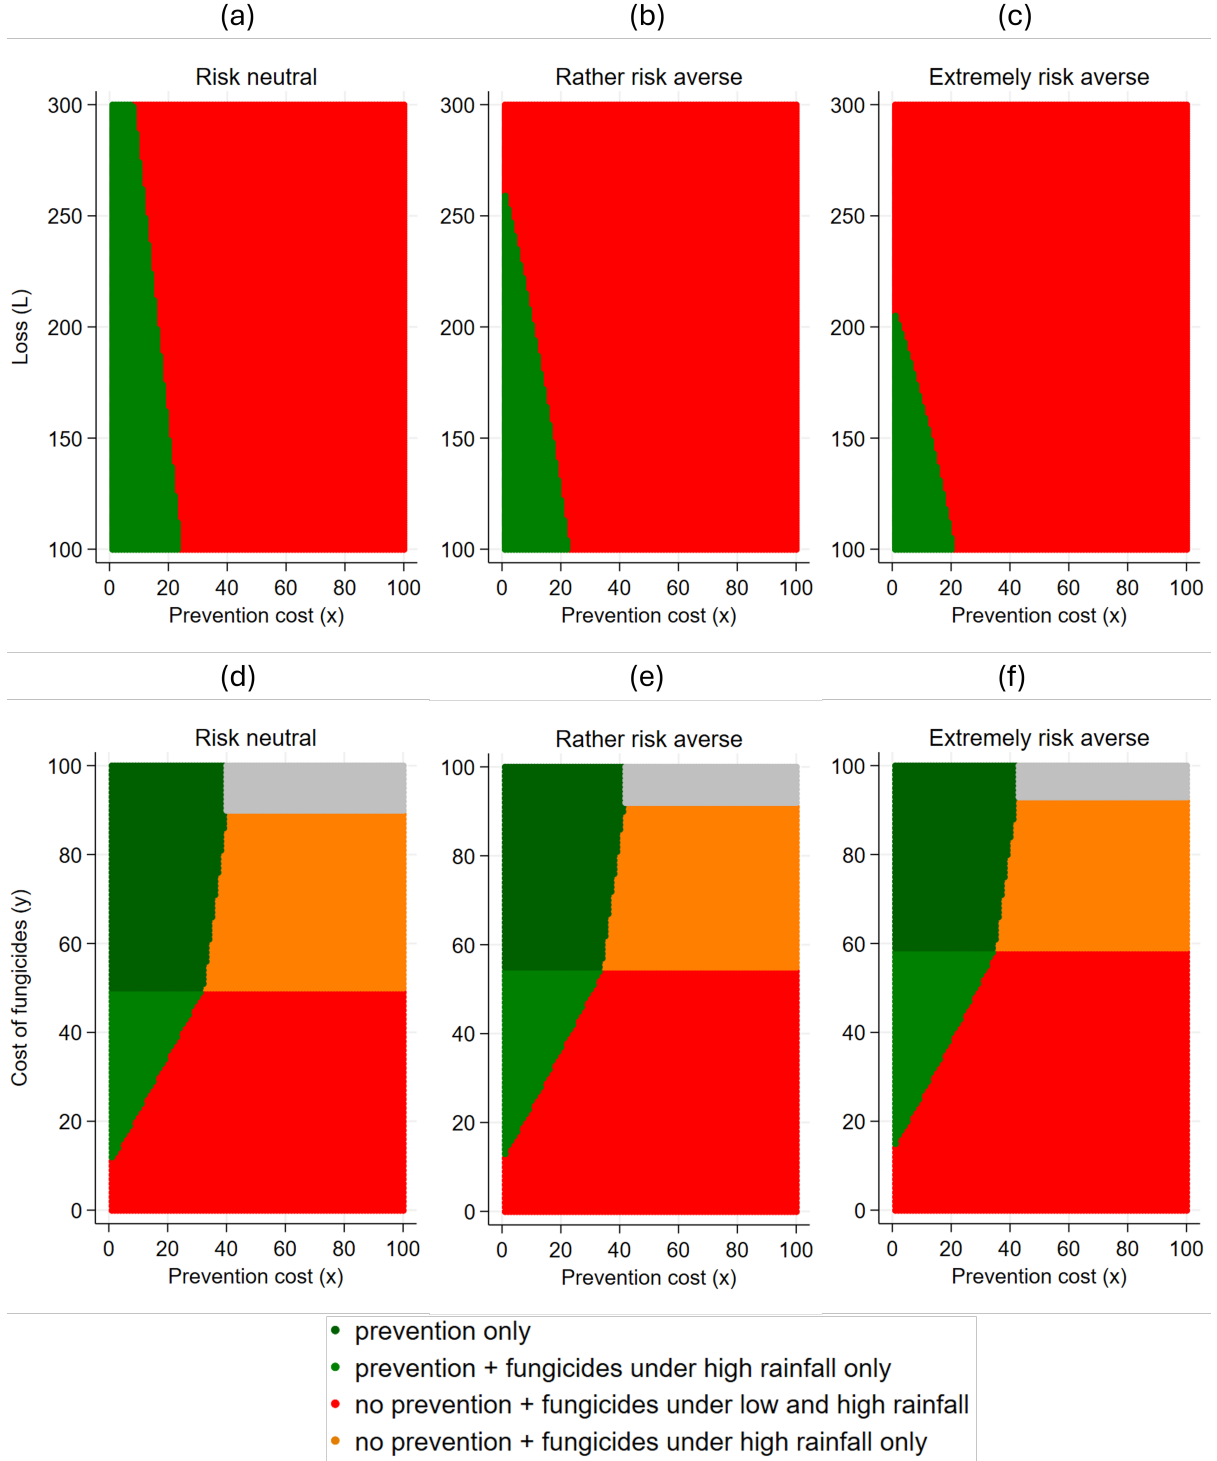 (a) (b) (c)
Risk neutral Rather risk averse Extremely risk averse
Loss (L)
300 300 300
250 250 250
200 200 200
150 150 150
100 100 100
0 20 40 60 80 100 0 20 40 60 80 100 0 20 40 60 80 100
Prevention cost (x) Prevention cost (x) Prevention cost (x)
(d) (e) (f)
Risk neutral Rather risk averse Extremely risk averse
Cost of fungicides (y)
100 100 100
80 80 80
60 60 60
40 40 40
20 20 20
0 0 0
0 20 40 60 80 100 0 20 40 60 80 100 0 20 40 60 80 100
Prevention cost (x) Prevention cost (x) Prevention cost (x)
prevention only
prevention + fungicides under high rainfall only
no prevention + fungicides under low and high rainfall
no prevention + fungicides under high rainfall only